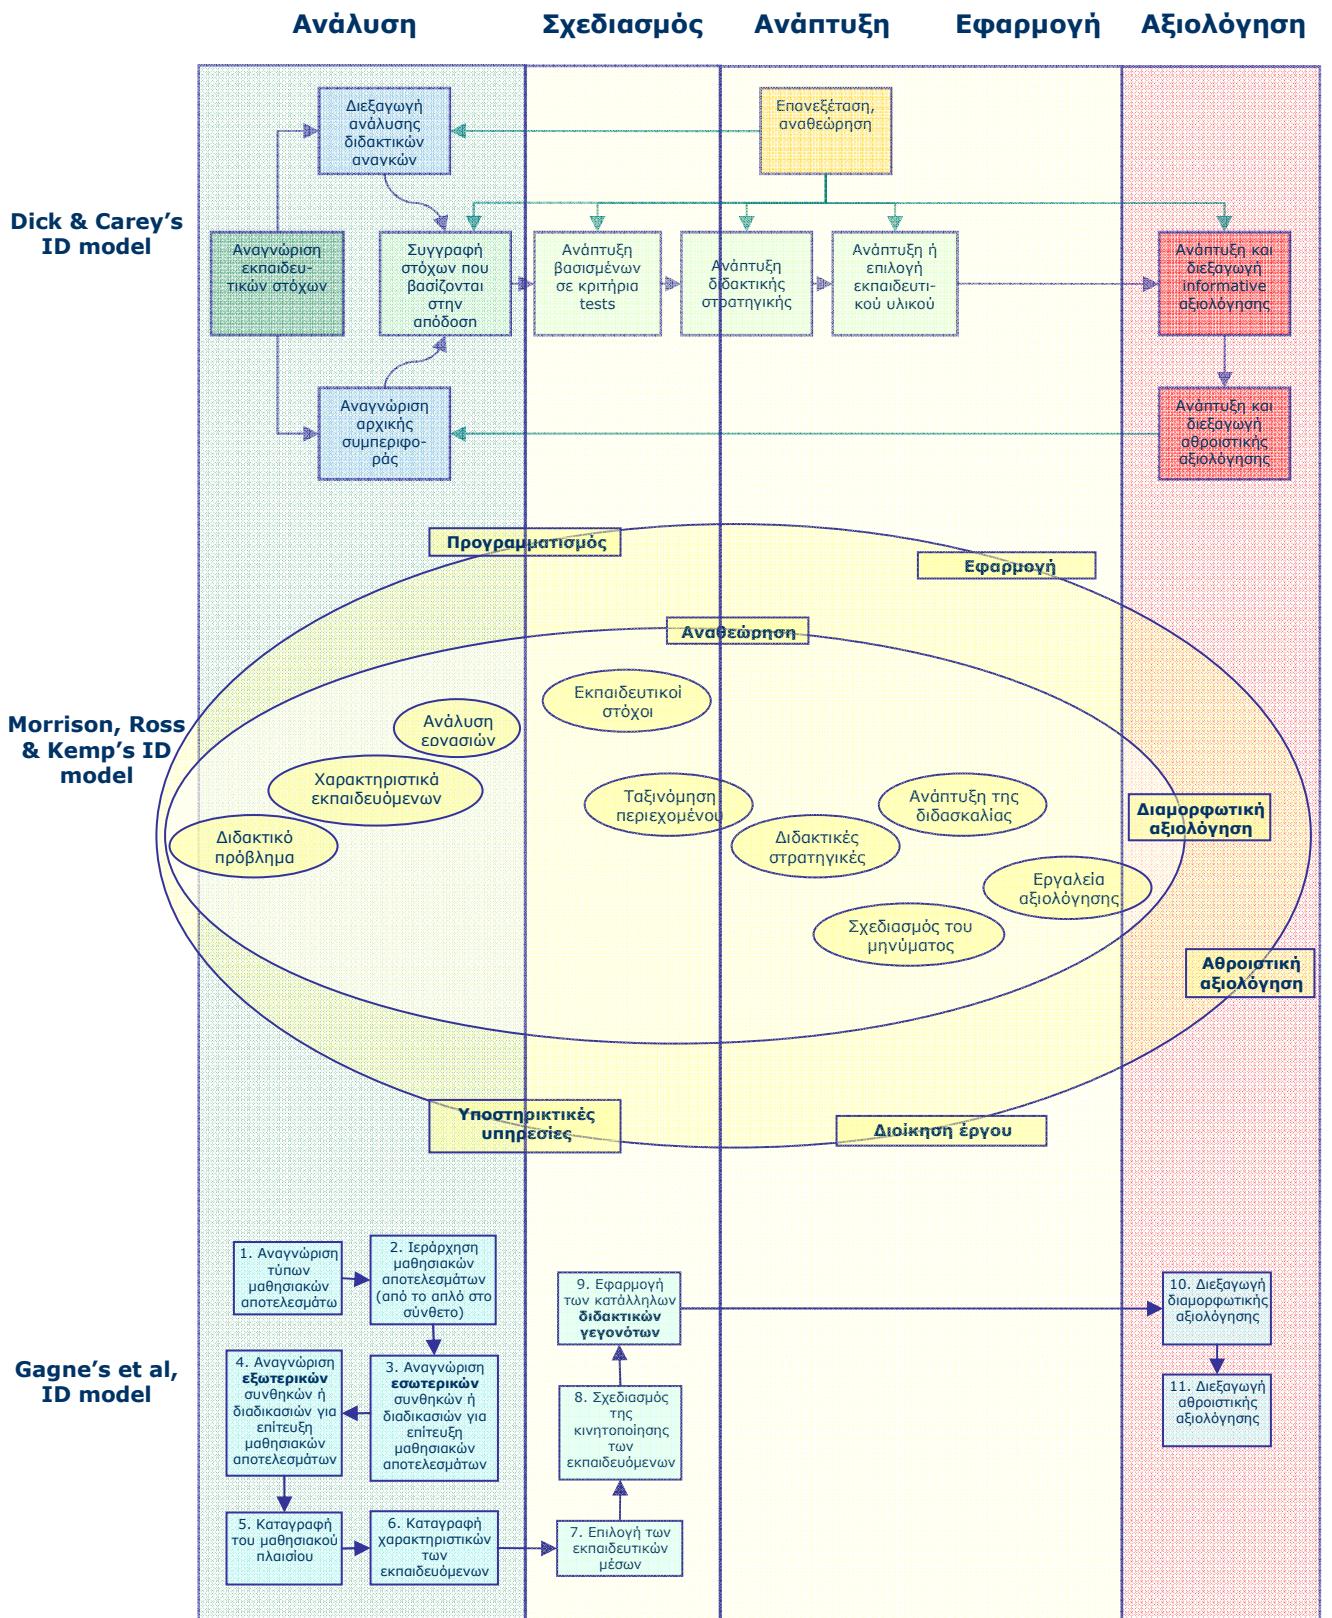 Ανάλυση Σχεδιασμός Ανάπτυξη Εφαρμογή Αξιολόγηση
Dick & Carey's
ID model
Διεξαγωγή
ανάλυσης
διδακτικών
αναγκών
Επανεξέταση,
αναθεώρηση
Αναγνώριση
εκπαιδευ-
τικών στόχων
Συγγραφή
στόχων που
βασίζονται
στην
απόδοση
Ανάπτυξη
βασισμένων
σε κριτήρια
tests
Ανάπτυξη
διδακτικής
στρατηγικής
Ανάπτυξη ή
επιλογή
εκπαιδευτι-
κού υλικού
Ανάπτυξη και
διεξαγωγή
informative
αξιολόγησης
Αναγνώριση
αρχικής
συμπεριφο-
ράς
Ανάπτυξη και
διεξαγωγή
αθροιστικής
αξιολόγησης
Morrison, Ross
& Kemp's ID
model
Προγραμματισμός
Εφαρμογή
Αναθεώρηση
Εκπαιδευτικοί
στόχοι
Ανάλυση
εργασιών
Χαρακτηριστικά
εκπαιδευόμενων
Διδακτικό
πρόβλημα
Ταξινόμηση
περιεχομένου
Διδακτικές
στρατηγικές
Ανάπτυξη της
διδασκαλίας
Διαμορφωτική
αξιολόγηση
Εργαλεία
αξιολόγησης
Σχεδιασμός του
μηνύματος
Αθροιστική
αξιολόγηση
Υποστηρικτικές
υπηρεσίες
Διοίκηση έργου
Gagne's et al,
ID model
1. Αναγνώριση
τύπων
μαθησιακών
αποτελεσμάτω
2. Ιεράρχηση
μαθησιακών
αποτελεσμάτων
(από το απλό στο
σύνθετο)
3. Αναγνώριση
εσωτερικών
συνθηκών ή
διαδικασιών για
επίτευξη
μαθησιακών
αποτελεσμάτων
4. Αναγνώριση
εξωτερικών
συνθηκών ή
διαδικασιών για
επίτευξη
μαθησιακών
αποτελεσμάτων
5. Καταγραφή
του μαθησιακού
πλαισίου
6. Καταγραφή
χαρακτηριστικών
των
εκπαιδευόμενων
7. Επιλογή των
εκπαιδευτικών
μέσων
8. Σχεδιασμός
της
κινητοποίησης
των
εκπαιδευόμενων
9. Εφαρμογή
των κατάλληλων
διδακτικών
γεγονότων
10. Διεξαγωγή
διαμορφωτικής
αξιολόγησης
11. Διεξαγωγή
αθροιστικής
αξιολόγησης